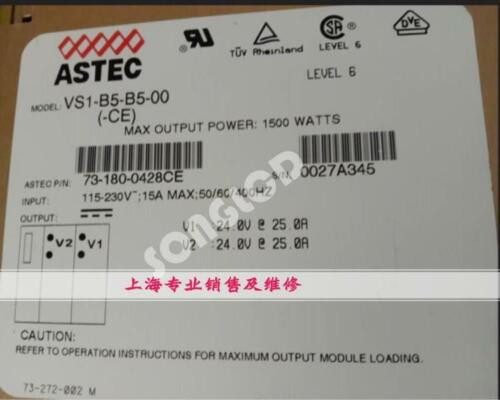 ASTEC
TÜV Rheinland
SA
LEVEL 6
DVE
LEVEL 6
MODEL: VS1-B5-B5-00
(-CE)
MAX OUTPUT POWER: 1500 WATTS
ASTEC P/N: 73-180-0428CE
S/N: 0027A345
INPUT: 115-230V~;15A MAX;50/60/400HZ
OUTPUT:
V2 V1
V1 :24.0V @ 25.0A
V2 :24.0V @ 25.0A
songtop
上海专业销售及维修
CAUTION:
REFER TO OPERATION INSTRUCTIONS FOR MAXIMUM OUTPUT MODULE LOADING.
73-272-002 M